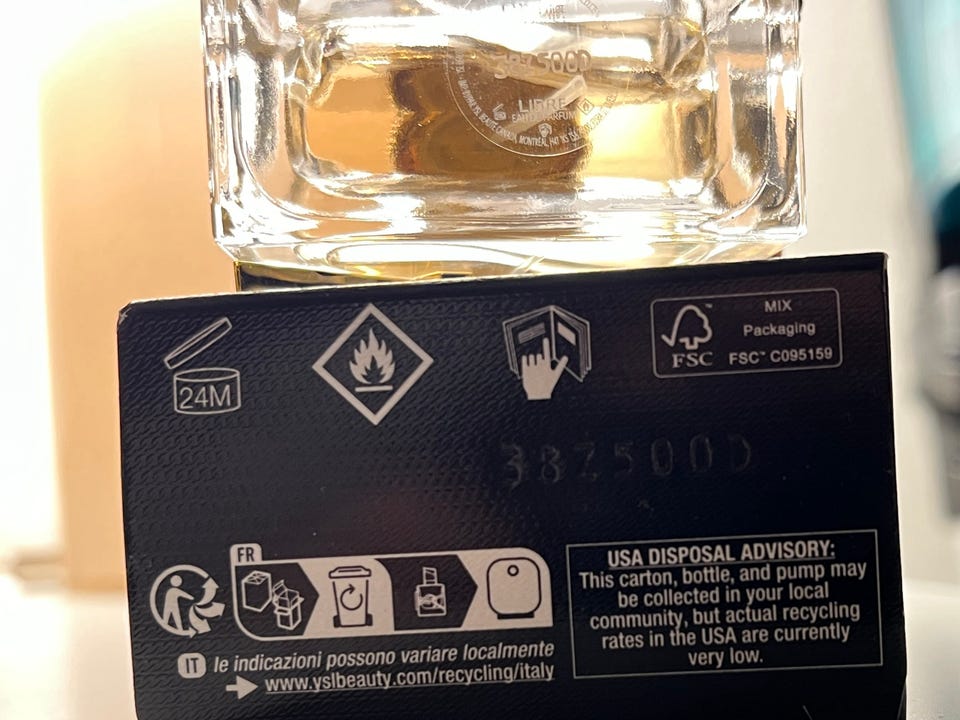 38Z500D
LIBRE
EAU DE PARFUM
24M
MIX
Packaging
FSC™ C095159
FSC
38Z500D
FR
USA DISPOSAL ADVISORY:
This carton, bottle, and pump may
be collected in your local
community, but actual recycling
rates in the USA are currently
very low.
IT le indicazioni possono variare localmente
www.yslbeauty.com/recycling/italy